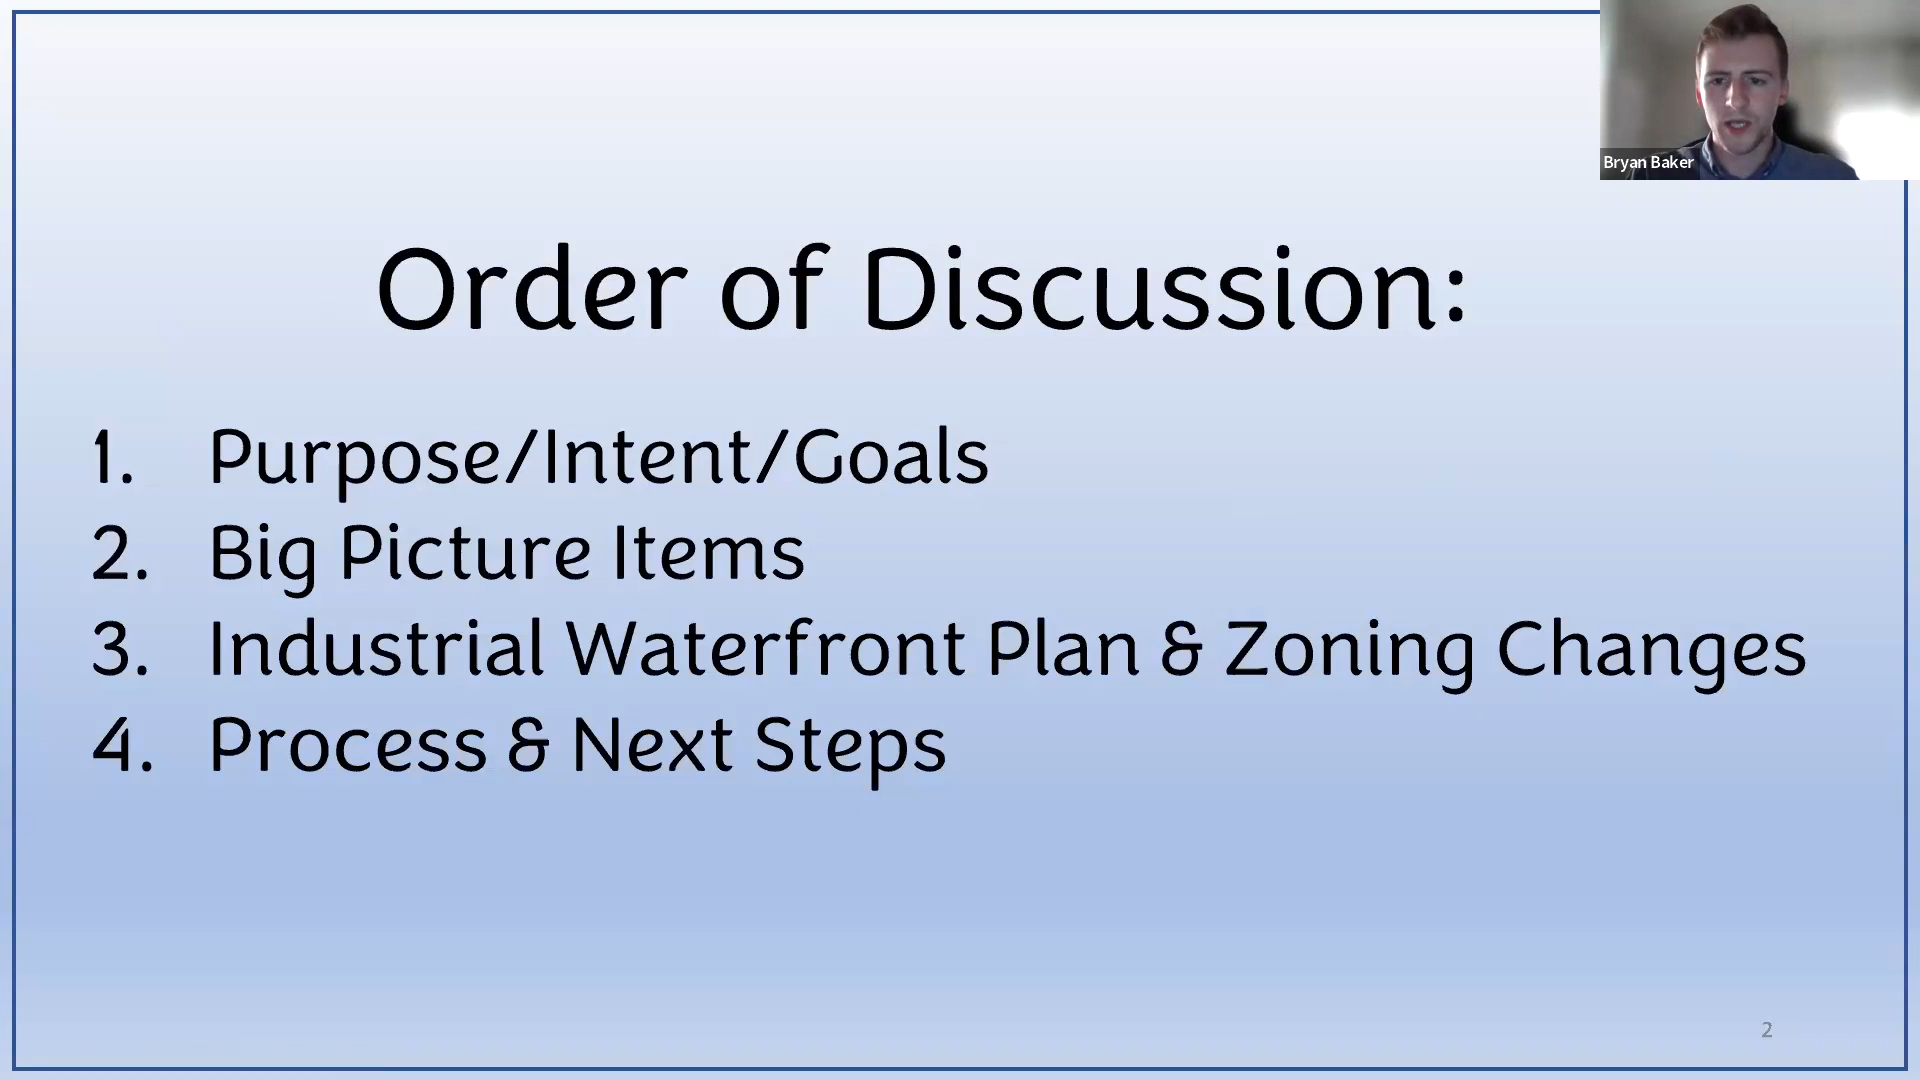 Bryan Baker
Order of Discussion:
1. Purpose/Intent/Goals
2. Big Picture Items
3. Industrial Waterfront Plan & Zoning Changes
4. Process & Next Steps
2